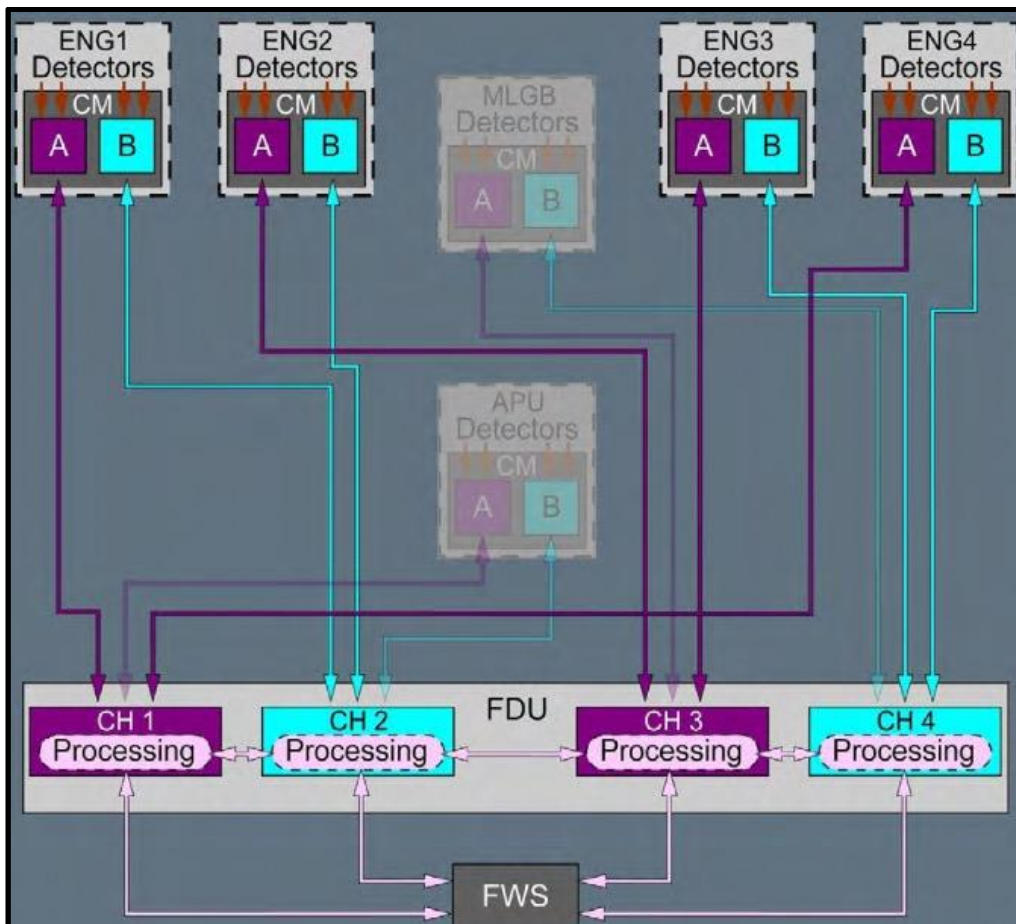 ENG1
Detectors
CM
A B
ENG2
Detectors
CM
A B
MLGB
Detectors
CM
A B
ENG3
Detectors
CM
A B
ENG4
Detectors
CM
A B
APU
Detectors
CM
A B
FDU
CH 1
Processing
CH 2
Processing
CH 3
Processing
CH 4
Processing
FWS